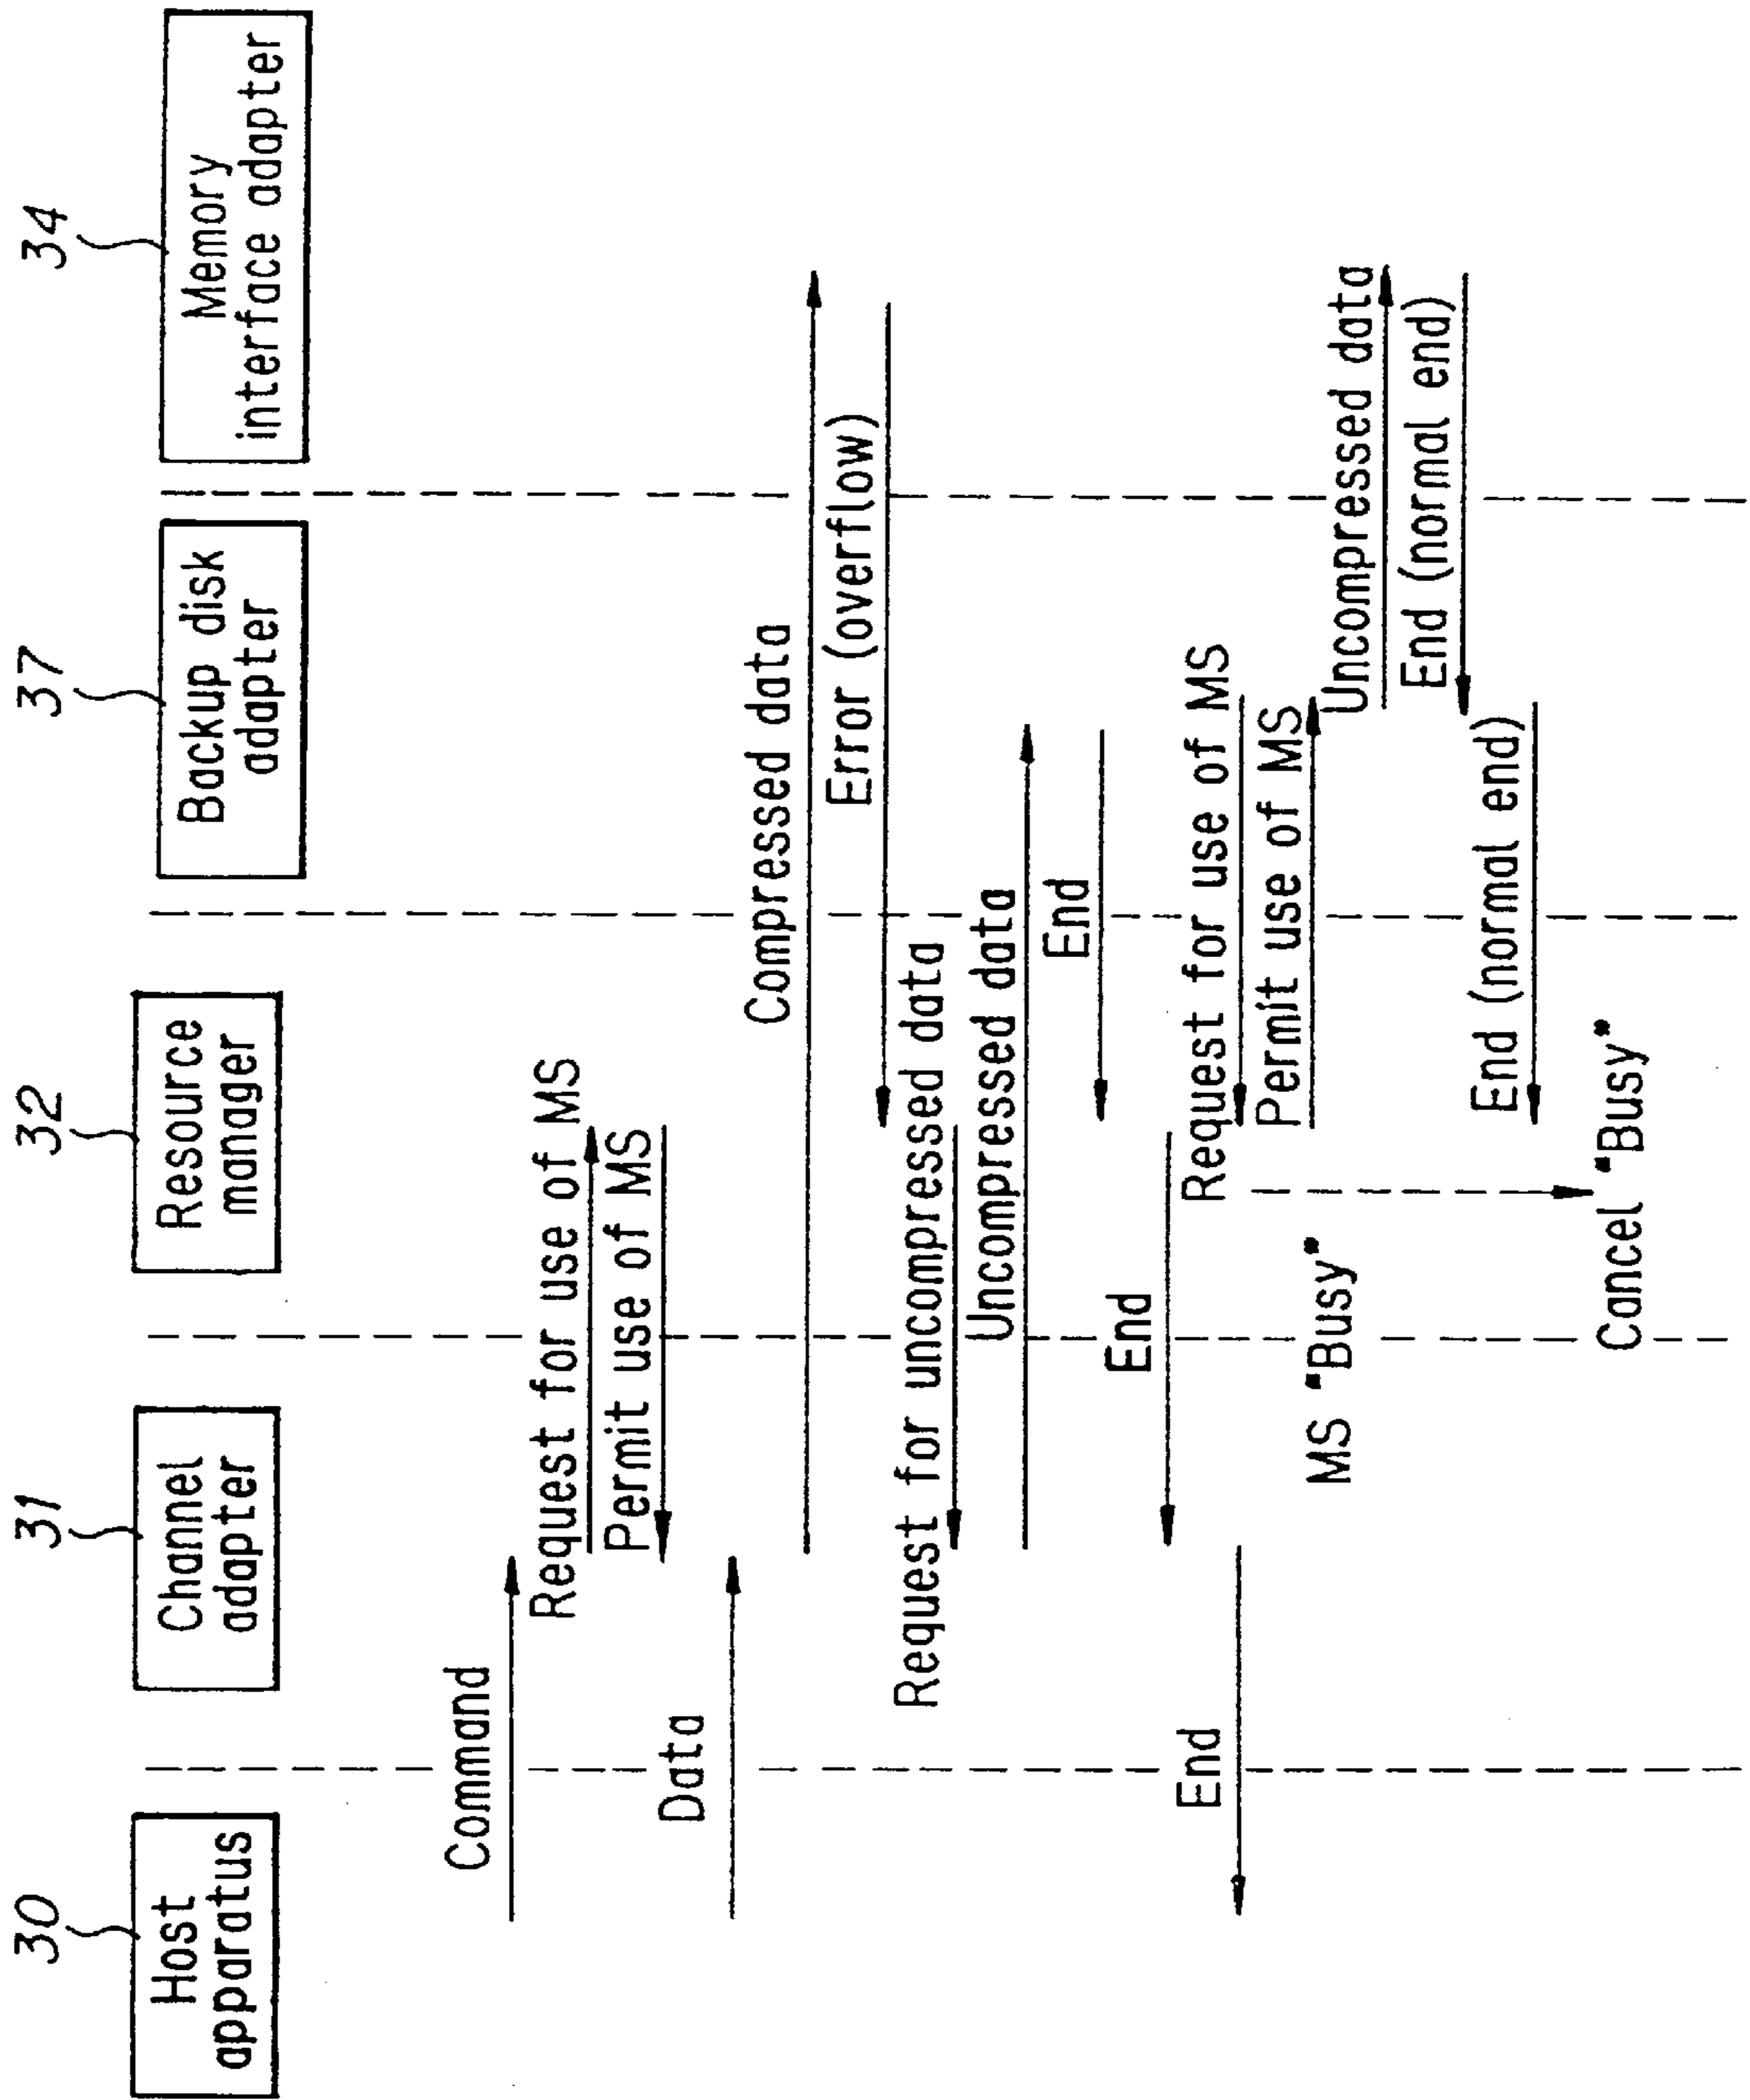 30
Host
apparatus
31
Channel
adapter
32
Resource
manager
37
Backup disk
adapter
34
Memory
interface adapter
Command
Request for use of MS
Permit use of MS
Data
Compressed data
Error (overflow)
Request for uncompressed data
Uncompressed data
End
End
End
Request for use of MS
Permit use of MS
MS "Busy"
Uncompressed data
End (normal end)
End (normal end)
Cancel "Busy"